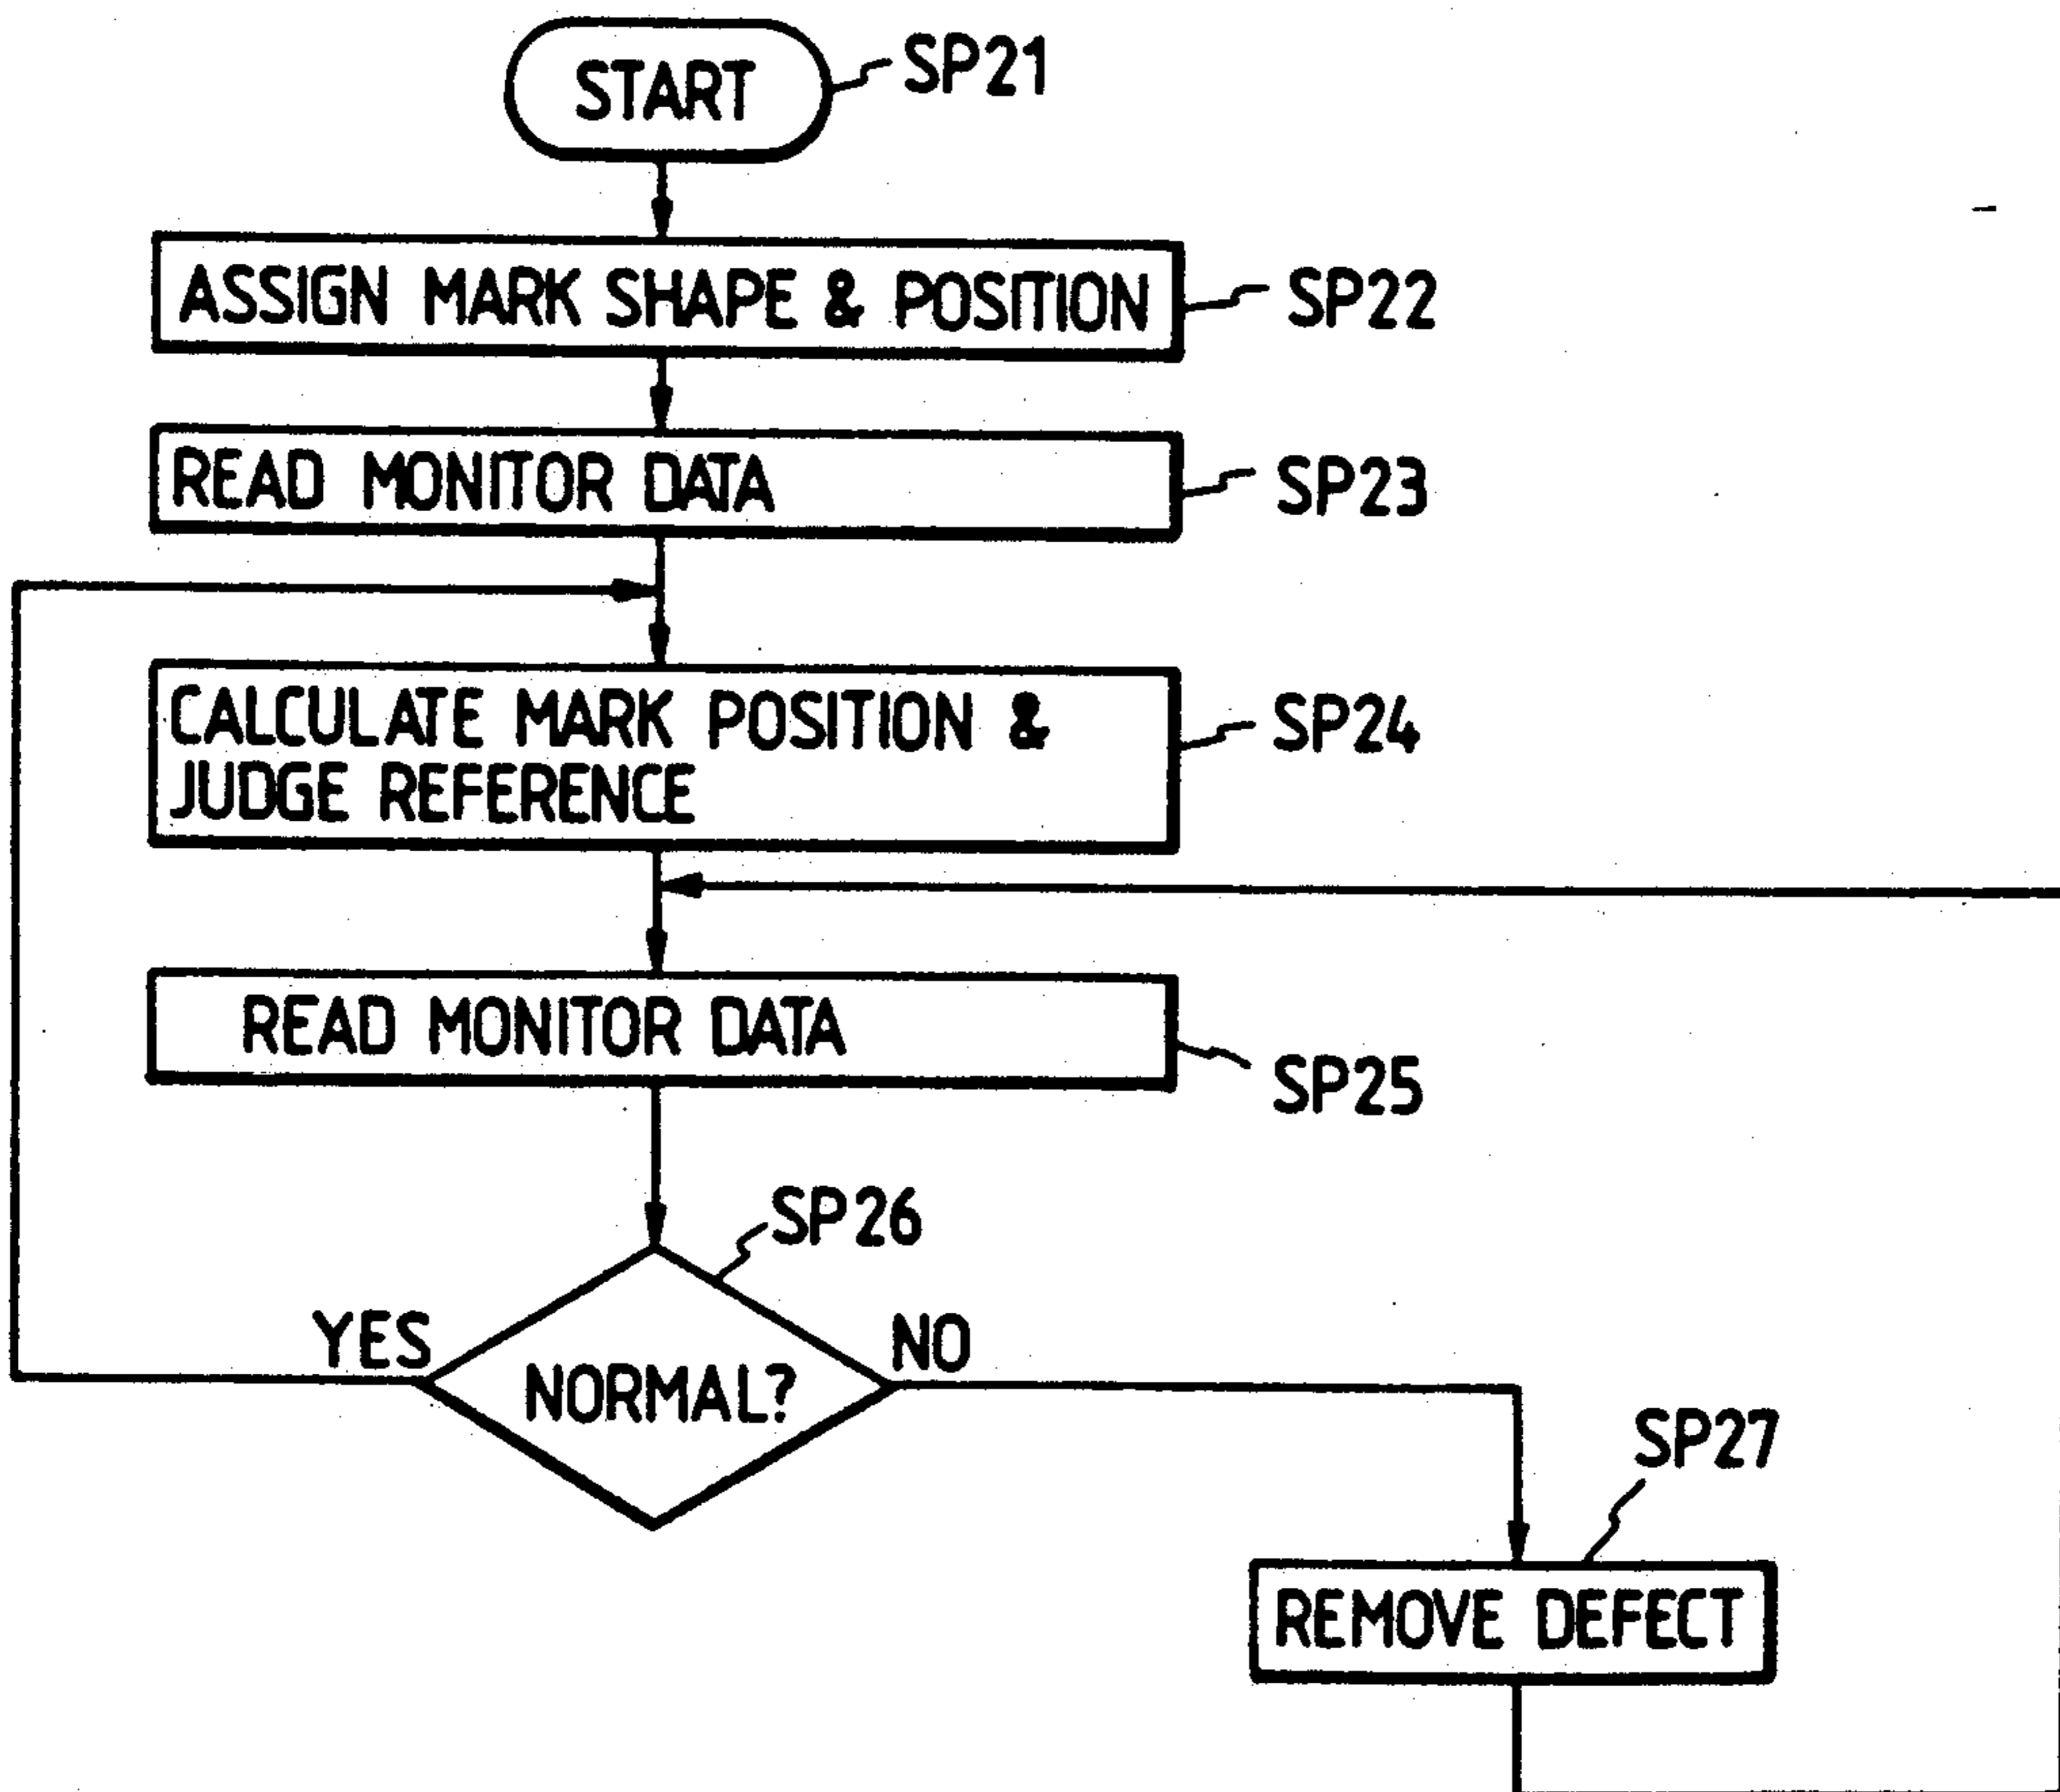 START
SP21
ASSIGN MARK SHAPE & POSITION
SP22
READ MONITOR DATA
SP23
CALCULATE MARK POSITION &
JUDGE REFERENCE
SP24
READ MONITOR DATA
SP25
SP26
YES
NORMAL?
NO
SP27
REMOVE DEFECT